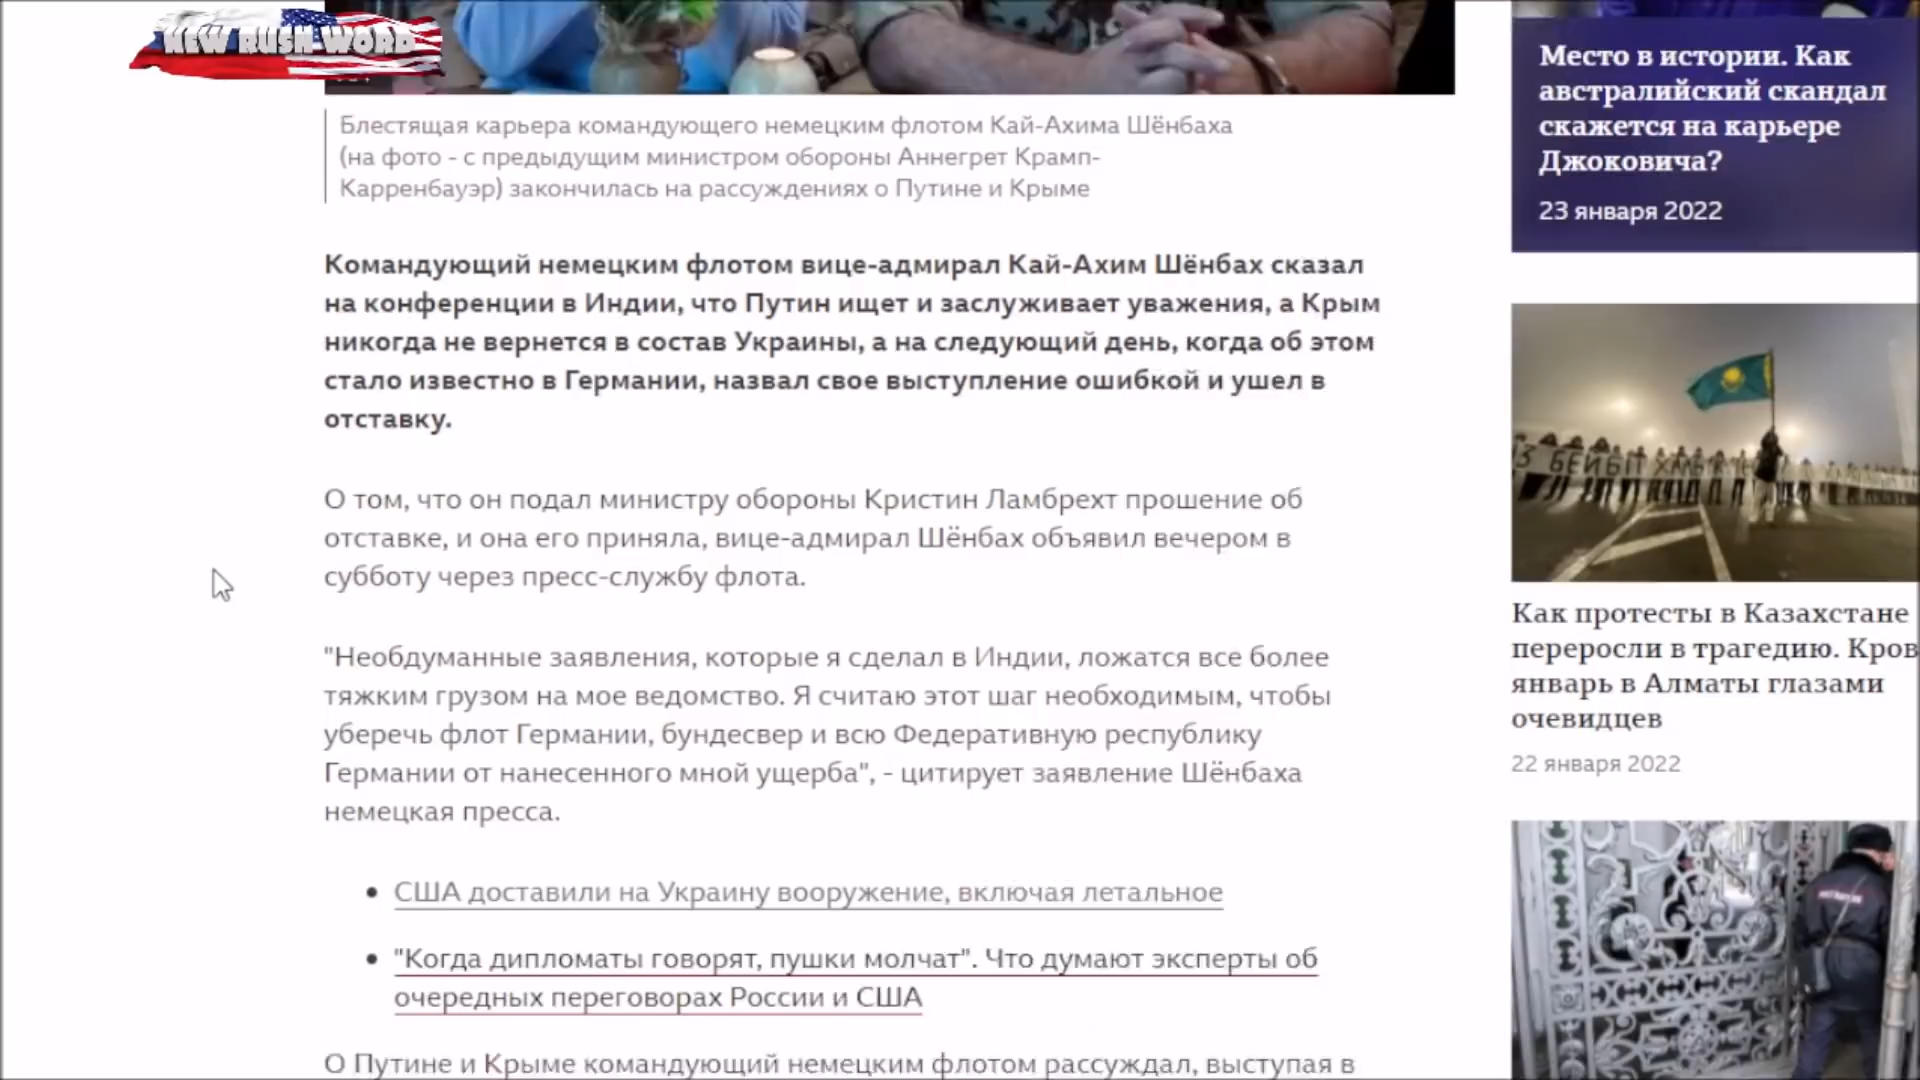 NEW RUSH WORD
Блестящая карьера командующего немецким флотом Кай-Ахима Шёнбаха
(на фото - с предыдущим министром обороны Аннегрет Крамп-
Карренбауэр) закончилась на рассуждениях о Путине и Крыме
Командующий немецким флотом вице-адмирал Кай-Ахим Шёнбах сказал
на конференции в Индии, что Путин ищет и заслуживает уважения, а Крым
никогда не вернется в состав Украины, а на следующий день, когда об этом
стало известно в Германии, назвал свое выступление ошибкой и ушел в
отставку.
О том, что он подал министру обороны Кристин Ламбрехт прошение об
отставке, и она его приняла, вице-адмирал Шёнбах объявил вечером в
субботу через пресс-службу флота.
"Необдуманные заявления, которые я сделал в Индии, ложатся все более
тяжким грузом на мое ведомство. Я считаю этот шаг необходимым, чтобы
уберечь флот Германии, бундесвер и всю Федеративную республику
Германии от нанесенного мной ущерба", - цитирует заявление Шёнбаха
немецкая пресса.
• США доставили на Украину вооружение, включая летальное
• "Когда дипломаты говорят, пушки молчат". Что думают эксперты об
очередных переговорах России и США
О Путине и Крыме командующий немецким флотом рассуждал, выступая в
Место в истории. Как
австралийский скандал
скажется на карьере
Джоковича?
23 января 2022
Как протесты в Казахстане
переросли в трагедию. Кров
январь в Алматы глазами
очевидцев
22 января 2022